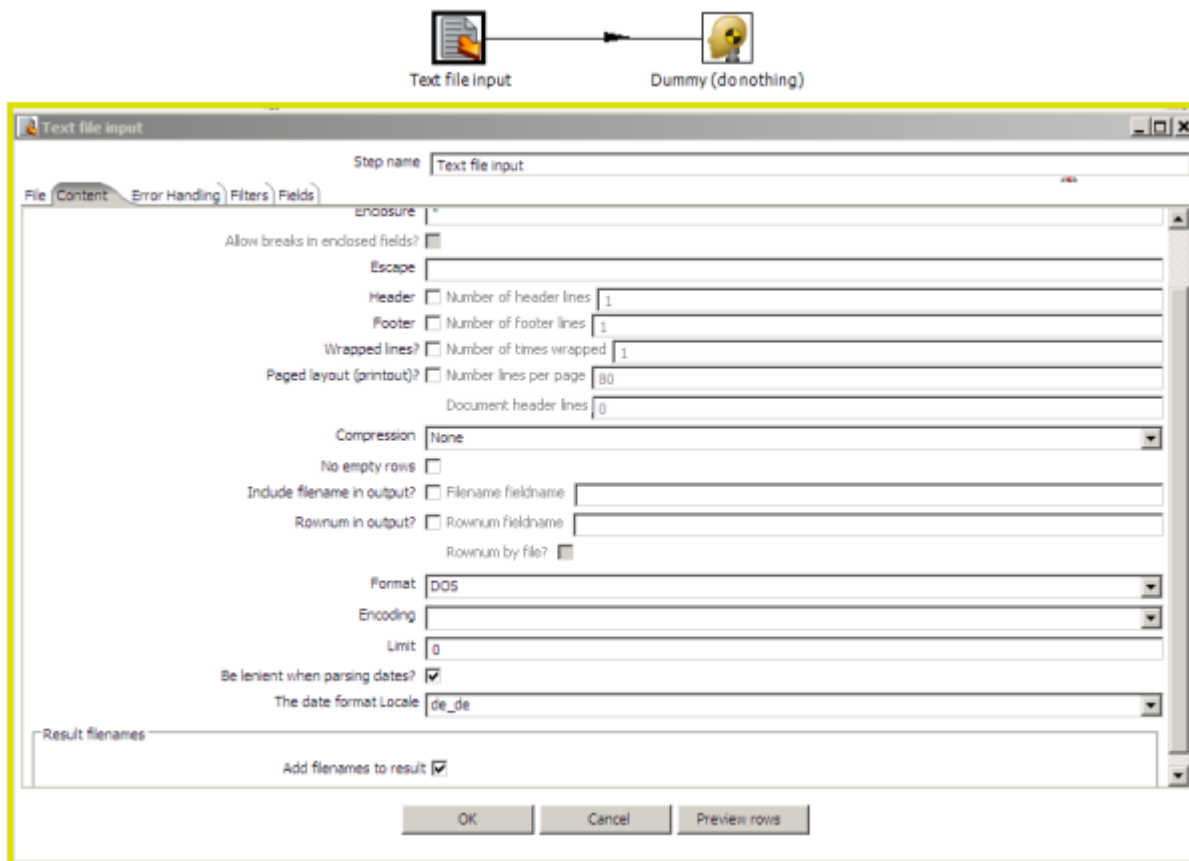 Text file input
Dummy (do nothing)
Text file input
Step name Text file input
File Content Error Handling Filters Fields
Enclosure "
Allow breaks in enclosed fields?
Escape
Header Number of header lines 1
Footer Number of footer lines 1
Wrapped lines? Number of times wrapped 1
Paged layout (printout)? Number lines per page 80
Document header lines 0
Compression None
No empty rows
Include filename in output? Filename fieldname
Rownum in output? Rownum fieldname
Rownum by file?
Format DOS
Encoding
Limit 0
Be lenient when parsing dates?
The date format Locale de_de
Result filenames
Add filenames to result
OK Cancel Preview rows